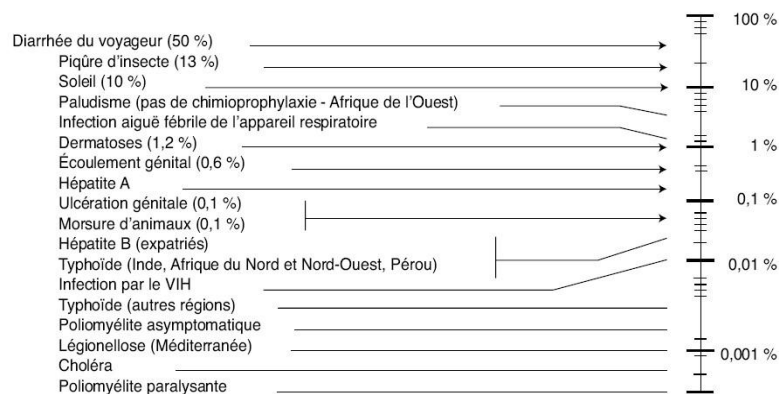 100 %
Diarrhée du voyageur (50 %)
Piqûre d'insecte (13 %)
Soleil (10 %)
10 %
Paludisme (pas de chimioprophylaxie - Afrique de l'Ouest)
Infection aiguë fébrile de l'appareil respiratoire
Dermatoses (1,2 %)
1 %
Écoulement génital (0,6 %)
Hépatite A
0,1 %
Ulcération génitale (0,1 %)
Morsure d'animaux (0,1 %)
Hépatite B (expatriés)
Typhoïde (Inde, Afrique du Nord et Nord-Ouest, Pérou)
0,01 %
Infection par le VIH
Typhoïde (autres régions)
Poliomyélite asymptomatique
Légionellose (Méditerranée)
0,001 %
Choléra
Poliomyélite paralysante